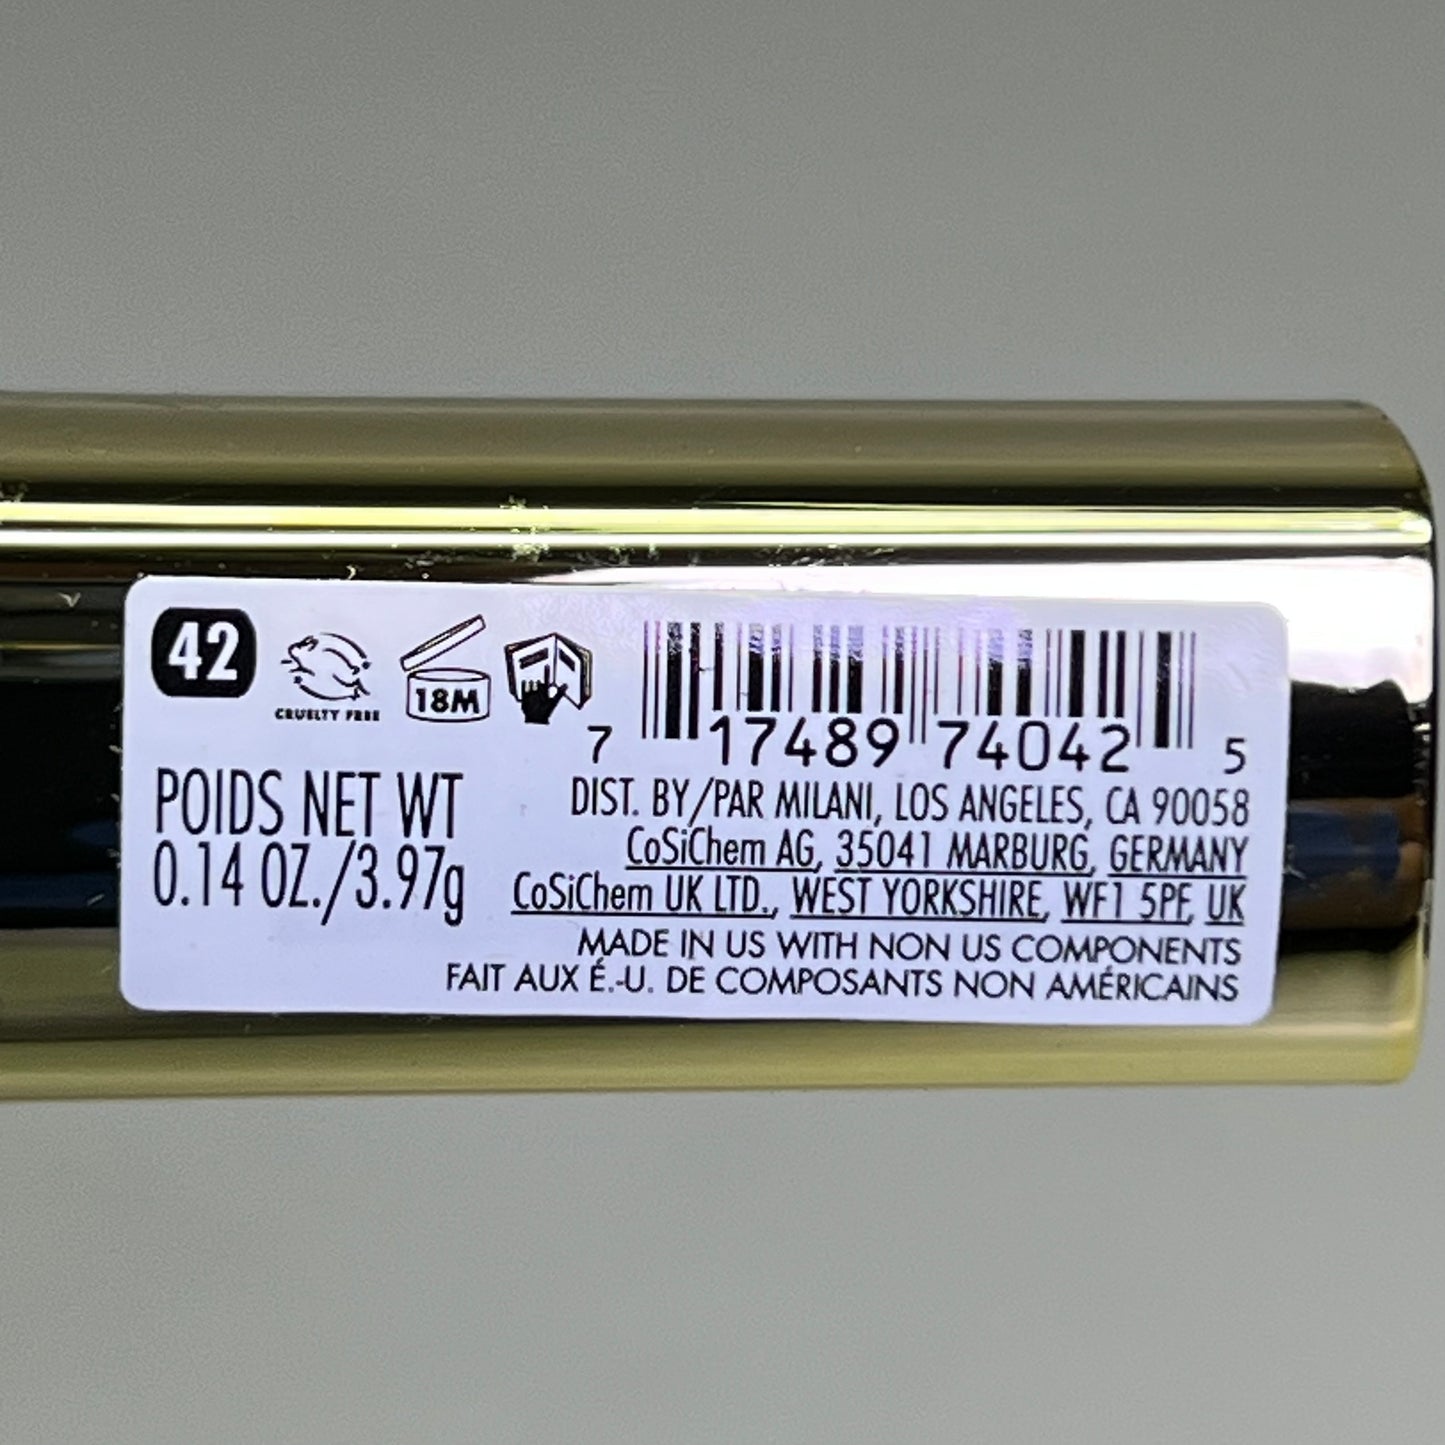 42
CRUELTY FREE
18M
7 17489 74042 5
POIDS NET WT
0.14 OZ./3.97g
DIST. BY/PAR MILANI, LOS ANGELES, CA 90058
CoSiChem AG, 35041 MARBURG, GERMANY
CoSiChem UK LTD., WEST YORKSHIRE, WF1 5PF, UK
MADE IN US WITH NON US COMPONENTS
FAIT AUX É.-U. DE COMPOSANTS NON AMÉRICAINS